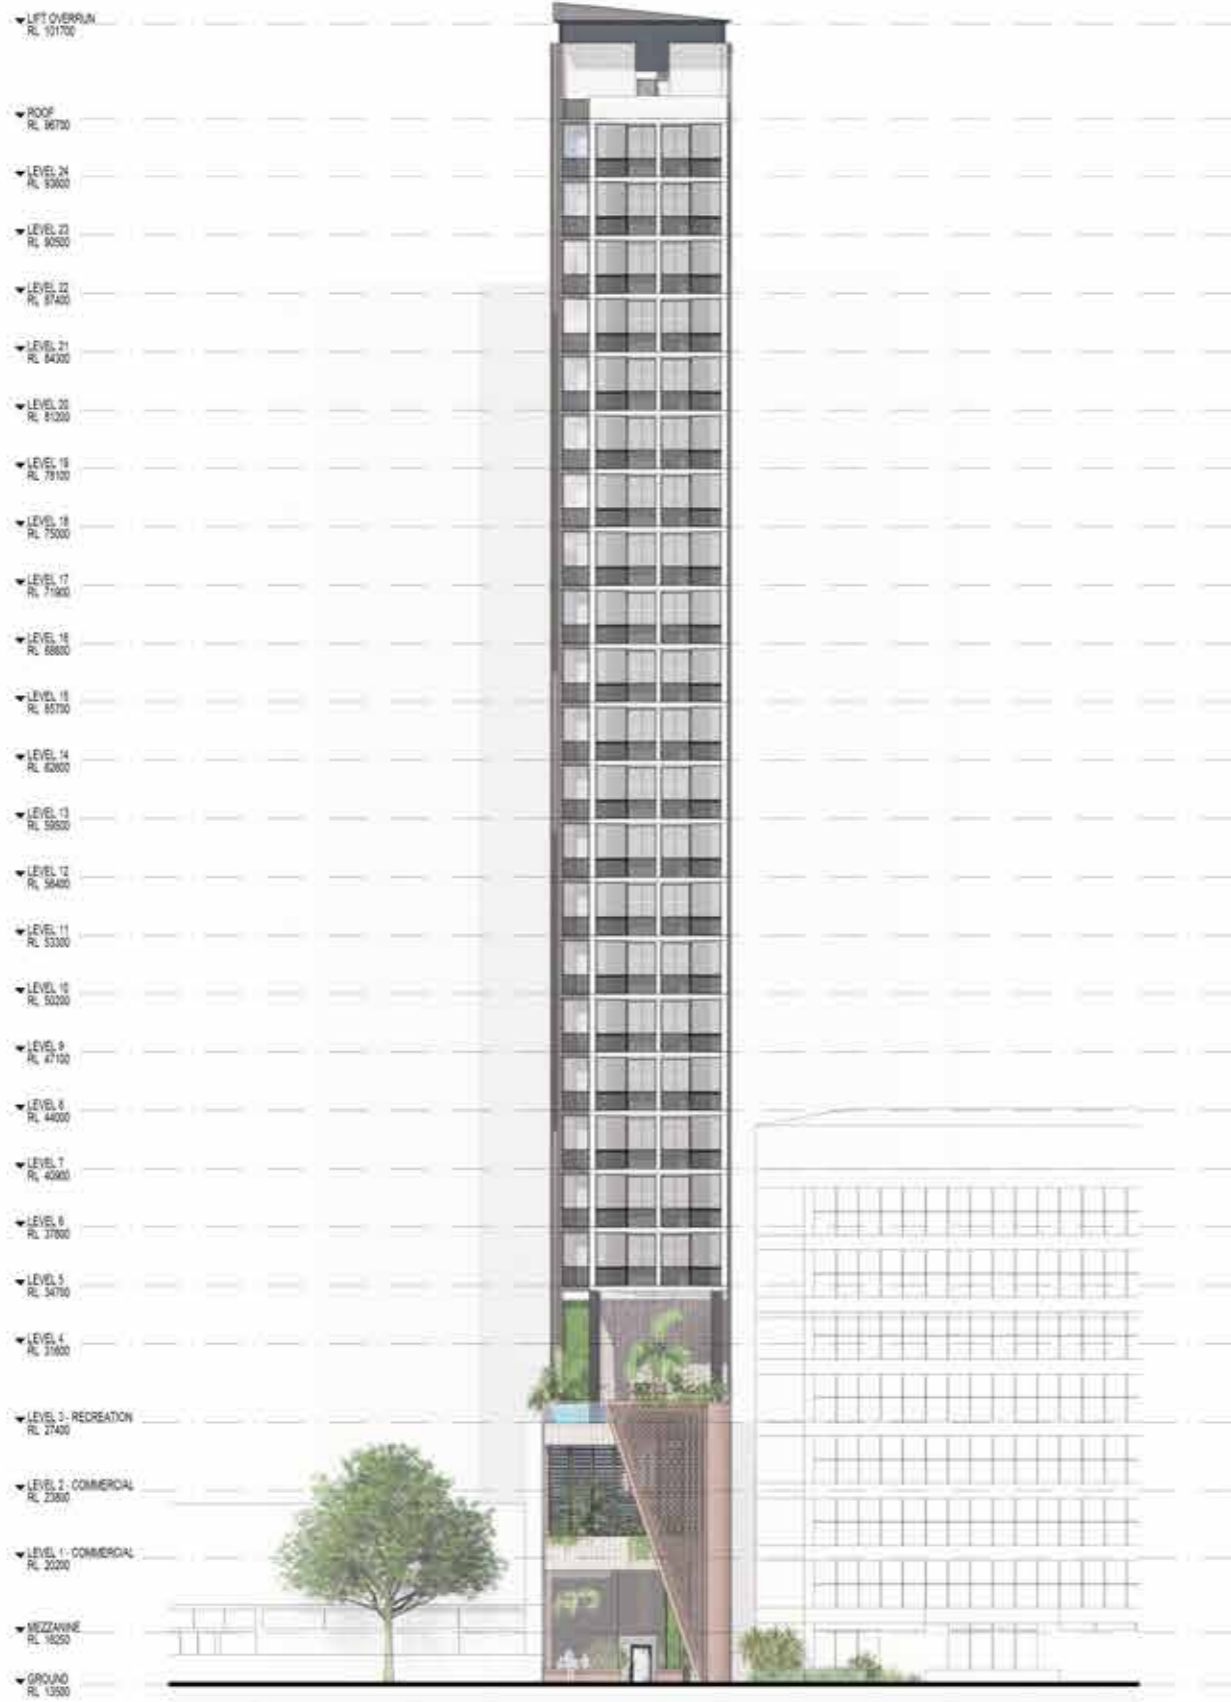 LIFT OVERRUN
RL 101700
ROOF
RL 96750
LEVEL 24
RL 93600
LEVEL 23
RL 90500
LEVEL 22
RL 87400
LEVEL 21
RL 84300
LEVEL 20
RL 81200
LEVEL 19
RL 78100
LEVEL 18
RL 75000
LEVEL 17
RL 71900
LEVEL 16
RL 68800
LEVEL 15
RL 65700
LEVEL 14
RL 62600
LEVEL 13
RL 59500
LEVEL 12
RL 56400
LEVEL 11
RL 53300
LEVEL 10
RL 50200
LEVEL 9
RL 47100
LEVEL 8
RL 44000
LEVEL 7
RL 40900
LEVEL 6
RL 37800
LEVEL 5
RL 34700
LEVEL 4
RL 31600
LEVEL 3 - RECREATION
RL 27400
LEVEL 2 - COMMERCIAL
RL 23800
LEVEL 1 - COMMERCIAL
RL 20200
MEZZANINE
RL 16250
GROUND
RL 13500